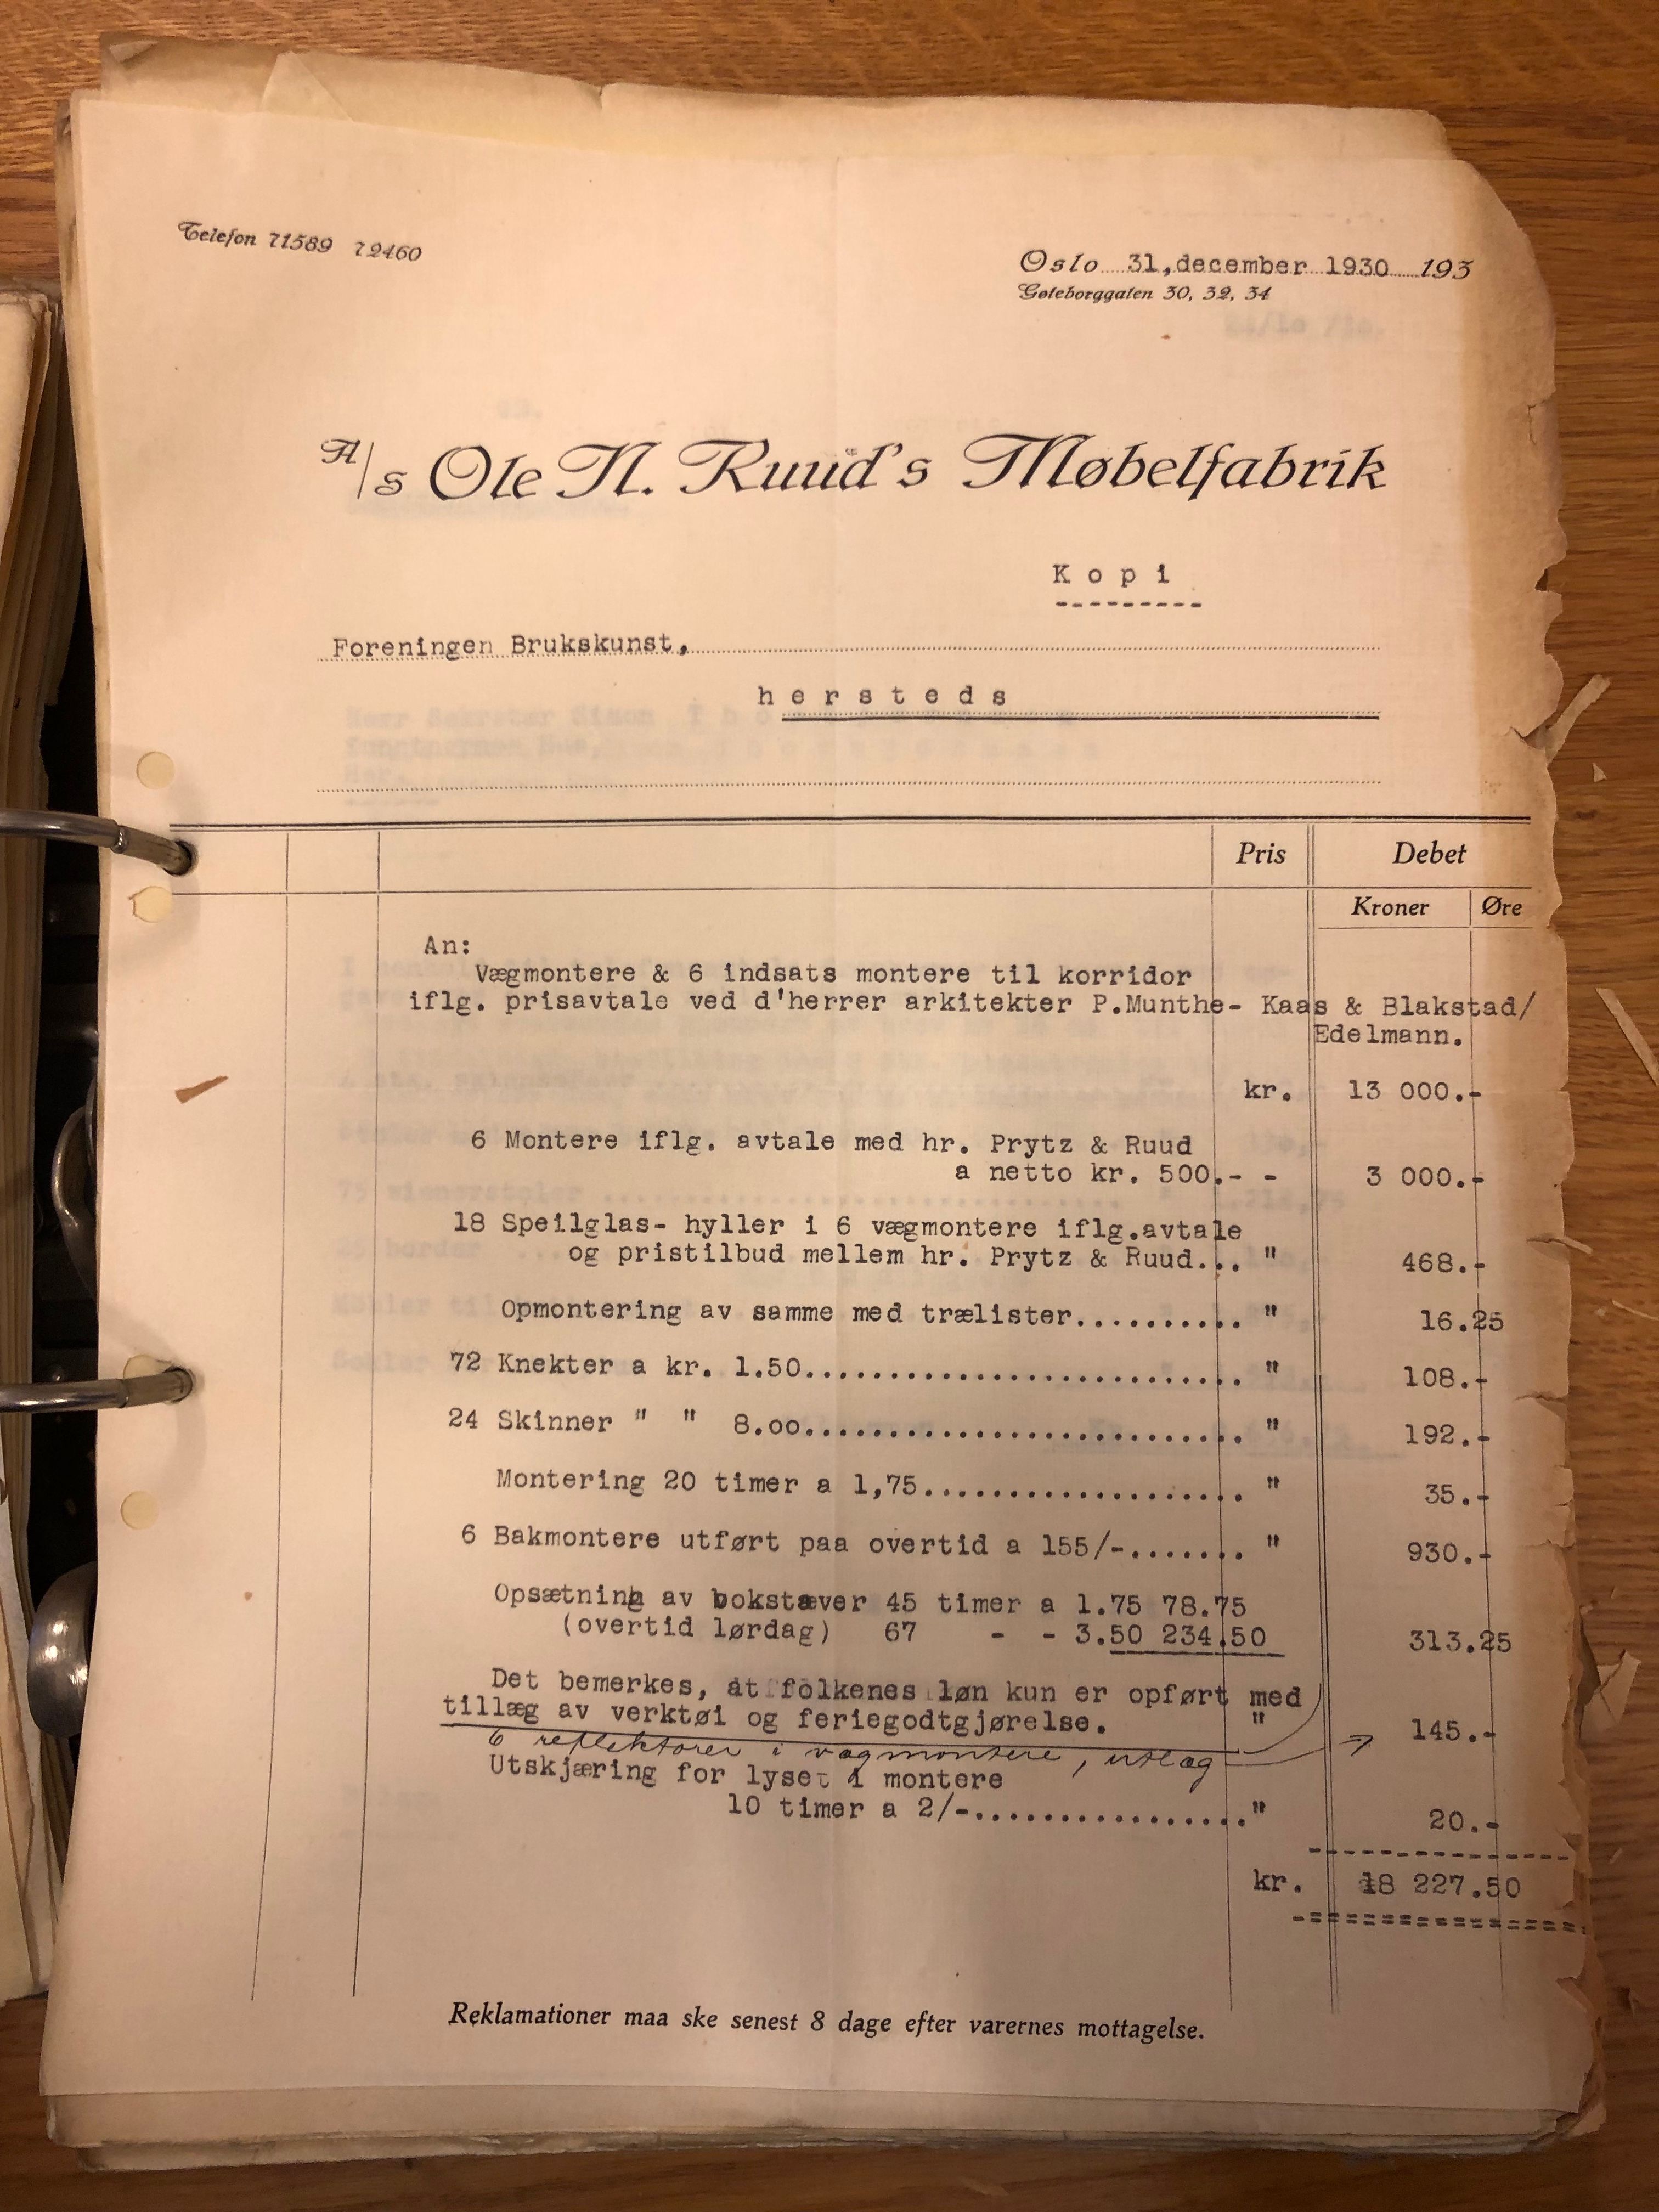 Telefon 71589 72460
Oslo 31,december 1930 193
Gøteborggaten 30, 32, 34
A/s Ole N. Ruud's Møbelfabrik
K o p i
---------
Foreningen Brukskunst,
h e r s t e d s
Pris Debet
Kroner Øre
An:
Vægmontere & 6 indsats montere til korridor
iflg. prisavtale ved d'herrer arkitekter P.Munthe- Kaas & Blakstad/
Edelmann.
kr. 13 000.-
6 Montere iflg. avtale med hr. Prytz & Ruud
a netto kr. 500.- - 3 000.-
18 Speilglas- hyller i 6 vægmontere iflg.avtale
og pristilbud mellem hr. Prytz & Ruud... " 468.-
Opmontering av samme med trælister.......... " 16.25
72 Knekter a kr. 1.50.......................... " 108.-
24 Skinner " " 8.oo.......................... " 192.-
Montering 20 timer a 1,75................... " 35.-
6 Bakmontere utført paa overtid a 155/-....... " 930.-
Opsætning av bokstæver 45 timer a 1.75 78.75
(overtid lørdag) 67 - - 3.50 234.50 313.25
Det bemerkes, at folkenes løn kun er opført med
tillæg av verktøi og feriegodtgjørelse. " 145.-
6 reflektorer i vægmontere, utlæg
Utskjæring for lyset i montere
10 timer a 2/-................" 20.-
kr. 18 227.50
Reklamationer maa ske senest 8 dage efter varernes mottagelse.